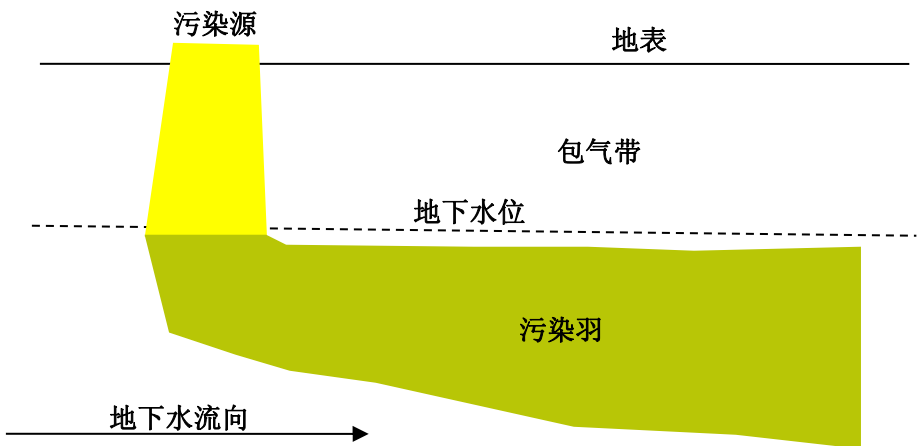 污染源
地表
包气带
地下水位
污染羽
地下水流向